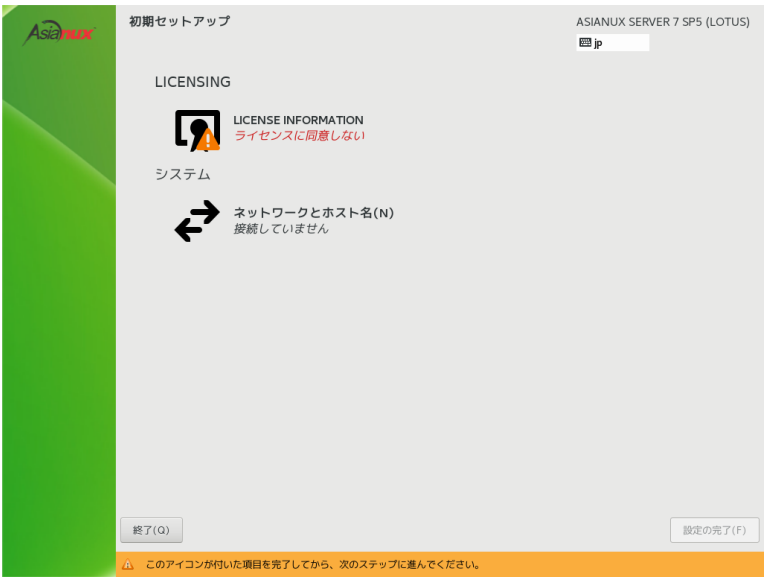 Asianux
初期セットアップ
ASIANUX SERVER 7 SP5 (LOTUS)
jp
LICENSING
LICENSE INFORMATION
ライセンスに同意しない
システム
ネットワークとホスト名(N)
接続していません
終了(Q)
設定の完了(F)
このアイコンが付いた項目を完了してから、次のステップに進んでください。